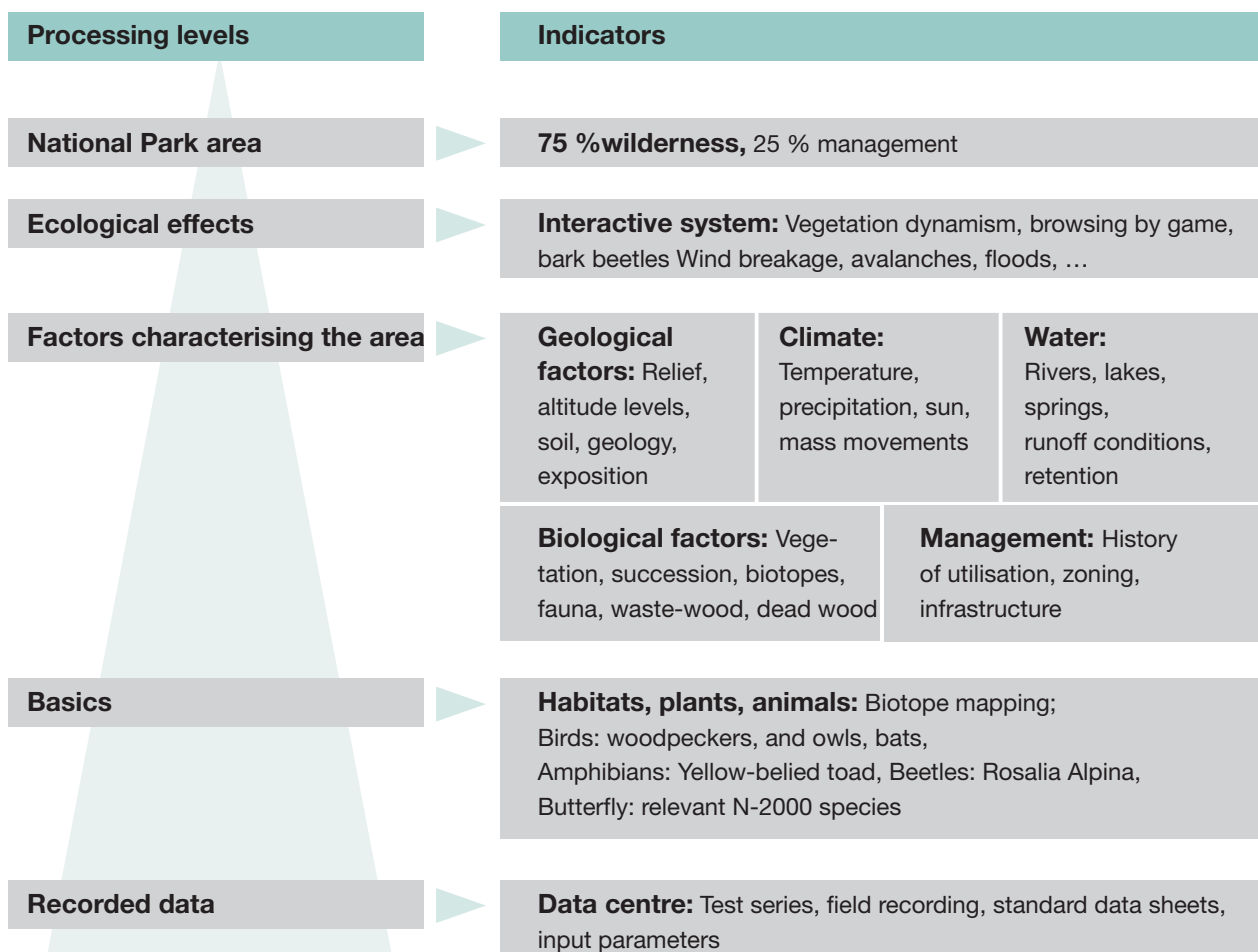 Processing levels
Indicators
National Park area
75 %wilderness, 25 % management
Ecological effects
Interactive system: Vegetation dynamism, browsing by game,
bark beetles Wind breakage, avalanches, floods, …
Factors characterising the area
Geological
factors: Relief,
altitude levels,
soil, geology,
exposition
Climate:
Temperature,
precipitation, sun,
mass movements
Water:
Rivers, lakes,
springs,
runoff conditions,
retention
Biological factors: Vege-
tation, succession, biotopes,
fauna, waste-wood, dead wood
Management: History
of utilisation, zoning,
infrastructure
Basics
Habitats, plants, animals: Biotope mapping;
Birds: woodpeckers, and owls, bats,
Amphibians: Yellow-belied toad, Beetles: Rosalia Alpina,
Butterfly: relevant N-2000 species
Recorded data
Data centre: Test series, field recording, standard data sheets,
input parameters